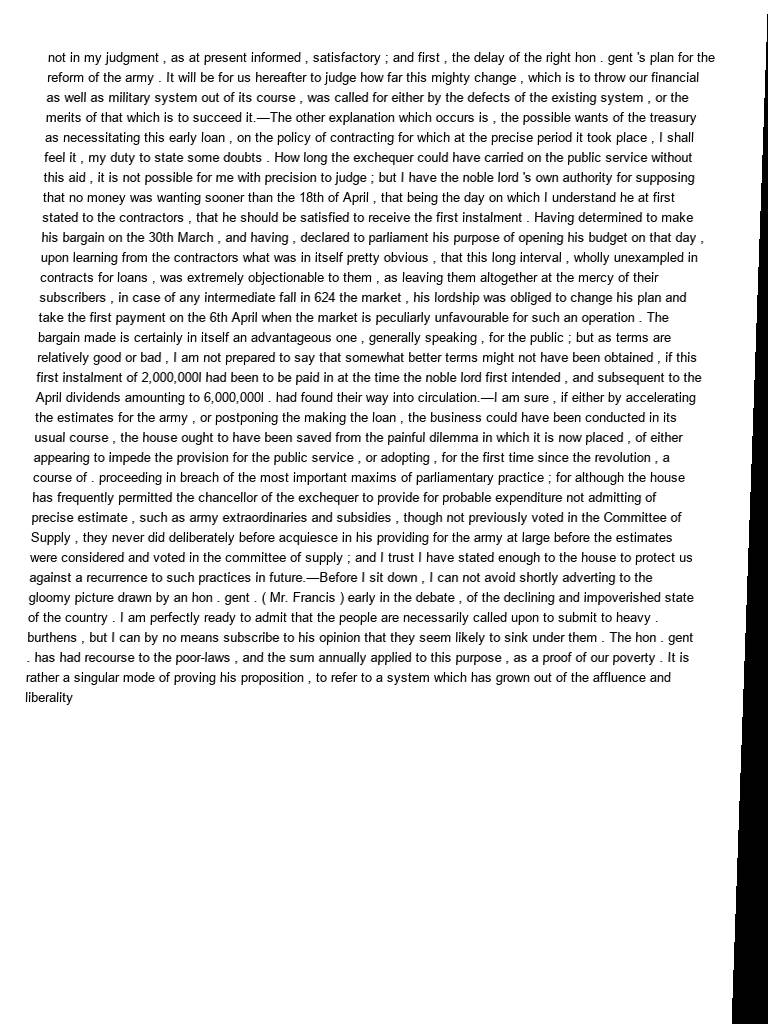 not in my judgment , as at present informed , satisfactory ; and first , the delay of the right hon . gent 's plan for the
reform of the army . It will be for us hereafter to judge how far this mighty change , which is to throw our financial
as well as military system out of its course , was called for either by the defects of the existing system , or the
merits of that which is to succeed it.—The other explanation which occurs is , the possible wants of the treasury
as necessitating this early loan , on the policy of contracting for which at the precise period it took place , I shall
feel it , my duty to state some doubts . How long the exchequer could have carried on the public service without
this aid , it is not possible for me with precision to judge ; but I have the noble lord 's own authority for supposing
that no money was wanting sooner than the 18th of April , that being the day on which I understand he at first
stated to the contractors , that he should be satisfied to receive the first instalment . Having determined to make
his bargain on the 30th March , and having , declared to parliament his purpose of opening his budget on that day ,
upon learning from the contractors what was in itself pretty obvious , that this long interval , wholly unexampled in
contracts for loans , was extremely objectionable to them , as leaving them altogether at the mercy of their
subscribers , in case of any intermediate fall in 624 the market , his lordship was obliged to change his plan and
take the first payment on the 6th April when the market is peculiarly unfavourable for such an operation . The
bargain made is certainly in itself an advantageous one , generally speaking , for the public ; but as terms are
relatively good or bad , I am not prepared to say that somewhat better terms might not have been obtained , if this
first instalment of 2,000,000l had been to be paid in at the time the noble lord first intended , and subsequent to the
April dividends amounting to 6,000,000l . had found their way into circulation.—I am sure , if either by accelerating
the estimates for the army , or postponing the making the loan , the business could have been conducted in its
usual course , the house ought to have been saved from the painful dilemma in which it is now placed , of either
appearing to impede the provision for the public service , or adopting , for the first time since the revolution , a
course of . proceeding in breach of the most important maxims of parliamentary practice ; for although the house
has frequently permitted the chancellor of the exchequer to provide for probable expenditure not admitting of
precise estimate , such as army extraordinaries and subsidies , though not previously voted in the Committee of
Supply , they never did deliberately before acquiesce in his providing for the army at large before the estimates
were considered and voted in the committee of supply ; and I trust I have stated enough to the house to protect us
against a recurrence to such practices in future.—Before I sit down , I can not avoid shortly adverting to the
gloomy picture drawn by an hon . gent . ( Mr. Francis ) early in the debate , of the declining and impoverished state
of the country . I am perfectly ready to admit that the people are necessarily called upon to submit to heavy .
burthens , but I can by no means subscribe to his opinion that they seem likely to sink under them . The hon . gent
. has had recourse to the poor-laws , and the sum annually applied to this purpose , as a proof of our poverty . It is
rather a singular mode of proving his proposition , to refer to a system which has grown out of the affluence and
liberality